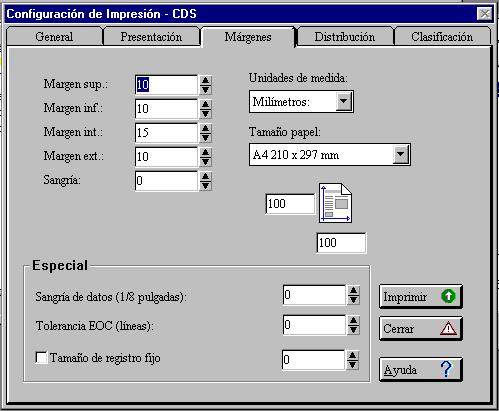 Configuración de Impresión - CDS
General Presentación Márgenes Distribución Clasificación
Margen sup.: 10
Margen inf.: 10
Margen int.: 15
Margen ext.: 10
Sangría: 0
Unidades de medida:
Milímetros:
Tamaño papel:
A4 210 x 297 mm
100
100
Especial
Sangría de datos (1/8 pulgadas): 0
Tolerancia EOC (líneas): 0
Tamaño de registro fijo 0
Imprimir
Cerrar
Ayuda ?